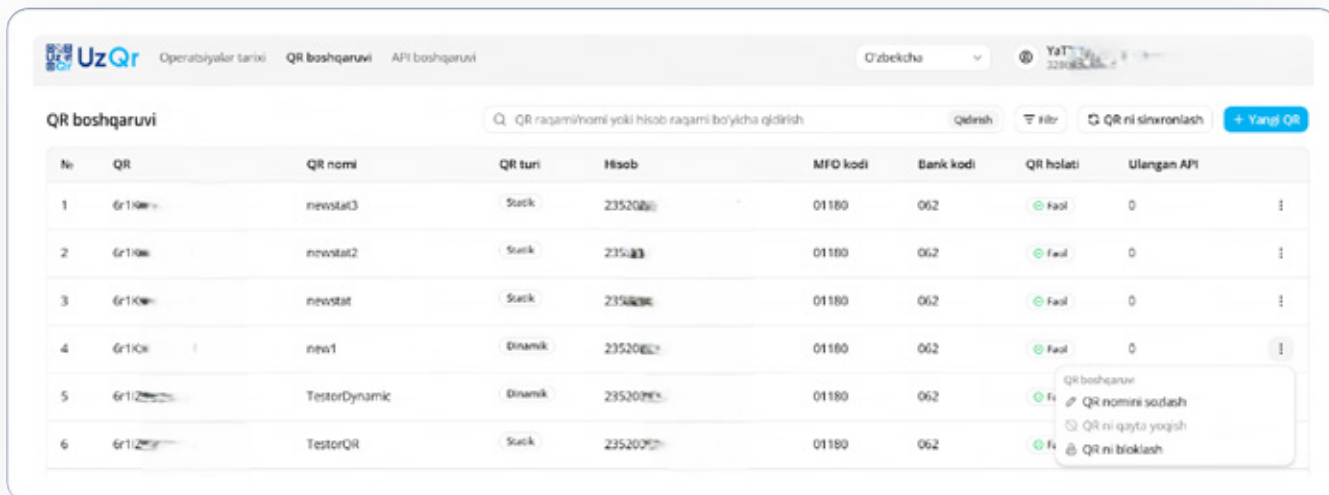 UzQr Operatsiyalar tarixi QR boshqaruvi API boshqaruvi O'zbekcha
QR boshqaruvi QR raqami/nomi yoki hisob raqami bo'yicha qidirish Qidirish Filtr QR ni sinxronlash + Yangi QR
№ QR QR nomi QR turi Hisob MFO kodi Bank kodi QR holati Ulangan API
1 newstat3 Statik 01180 062 Faol 0
2 newstat2 Statik 01180 062 Faol 0
3 newstat Statik 01180 062 Faol 0
4 new1 Dinamik 01180 062 Faol 0
QR boshqaruvi
5 TestorDynamic Dinamik 01180 062
QR nomini sozlash
QR ni qayta yoqish
6 TestorQR Statik 01180 062
QR ni bloklash